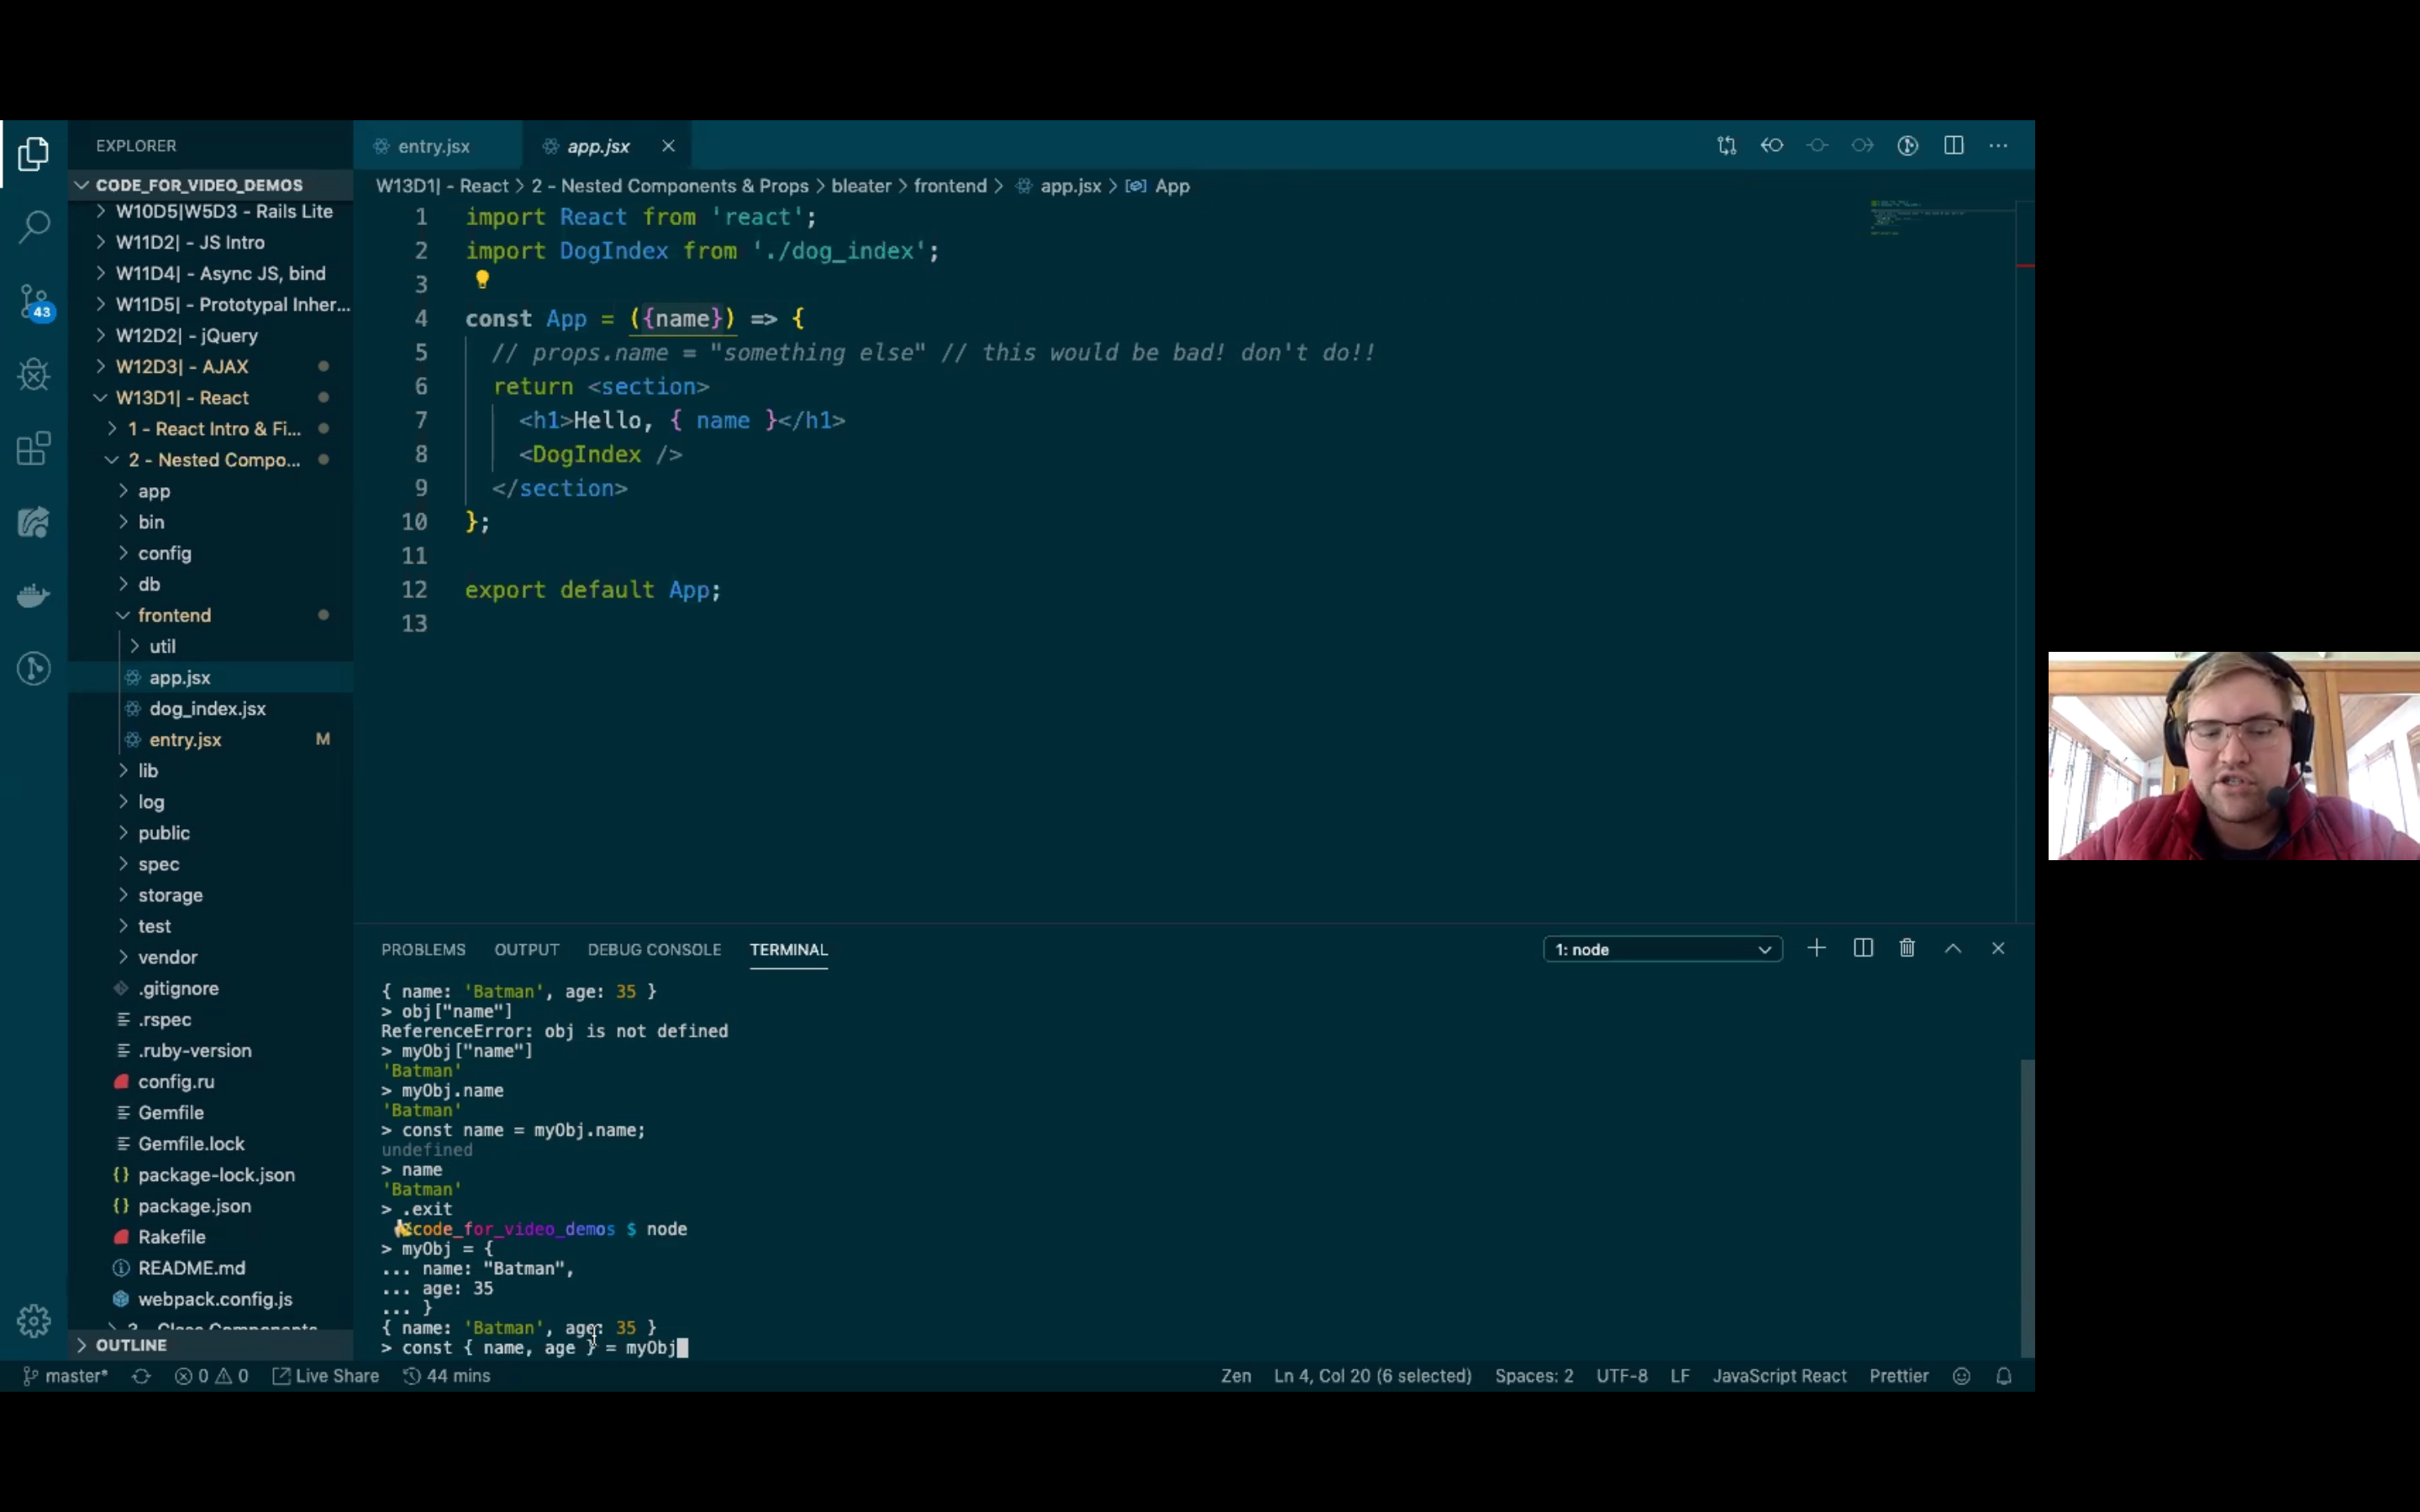 EXPLORER
CODE_FOR_VIDEO_DEMOS
W10D5|W5D3 - Rails Lite
W11D2| - JS Intro
W11D4| - Async JS, bind
W11D5| - Prototypal Inher...
W12D2| - jQuery
W12D3| - AJAX
W13D1| - React
1 - React Intro & Fi...
2 - Nested Compo...
app
bin
config
db
frontend
util
app.jsx
dog_index.jsx
entry.jsx M
lib
log
public
spec
storage
test
vendor
.gitignore
.rspec
.ruby-version
config.ru
Gemfile
Gemfile.lock
package-lock.json
package.json
Rakefile
README.md
webpack.config.js
3 - Class Components
OUTLINE
43
entry.jsx app.jsx
W13D1| - React > 2 - Nested Components & Props > bleater > frontend > app.jsx > App
1 import React from 'react';
2 import DogIndex from './dog_index';
3
4 const App = ({name}) => {
5 // props.name = "something else" // this would be bad! don't do!!
6 return <section>
7 <h1>Hello, { name }</h1>
8 <DogIndex />
9 </section>
10 };
11
12 export default App;
13
PROBLEMS OUTPUT DEBUG CONSOLE TERMINAL 1: node
{ name: 'Batman', age: 35 }
> obj["name"]
ReferenceError: obj is not defined
> myObj["name"]
'Batman'
> myObj.name
'Batman'
> const name = myObj.name;
undefined
> name
'Batman'
> .exit
code_for_video_demos $ node
> myObj = {
... name: "Batman",
... age: 35
... }
{ name: 'Batman', age: 35 }
> const { name, age } = myObj
master* 0 0 Live Share 44 mins Zen Ln 4, Col 20 (6 selected) Spaces: 2 UTF-8 LF JavaScript React Prettier